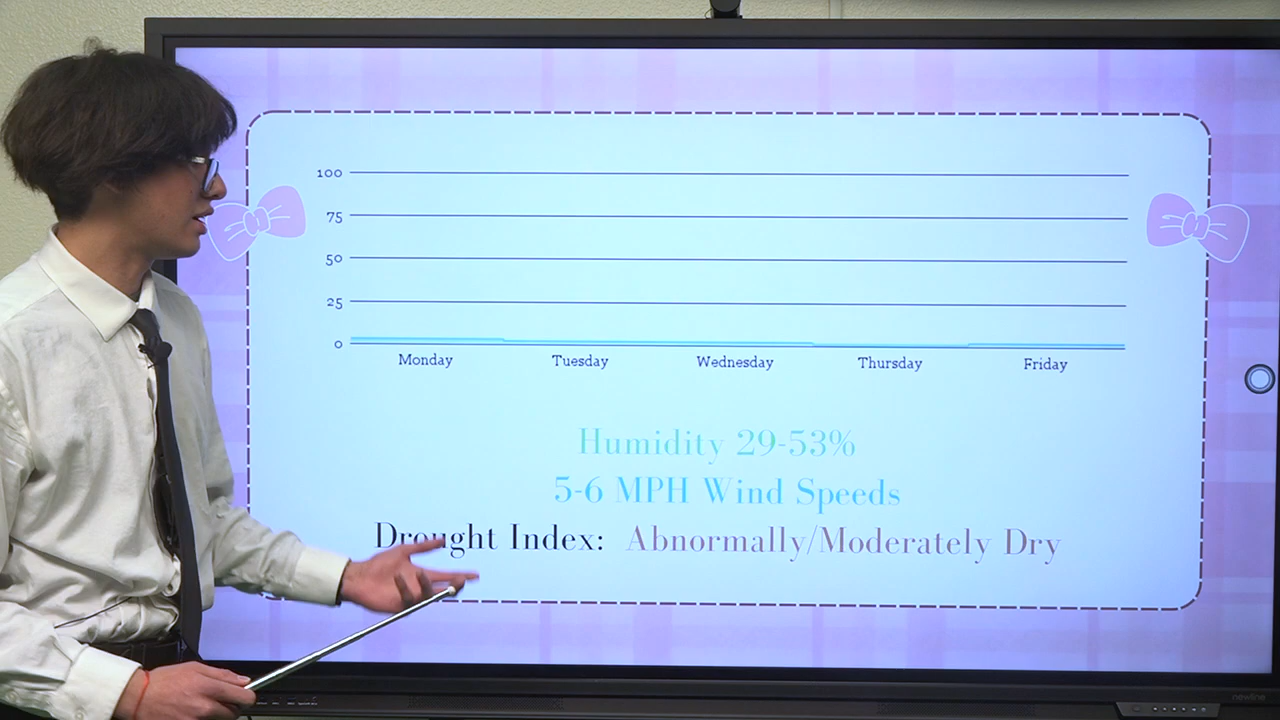 100
75
50
25
0
Monday Tuesday Wednesday Thursday Friday
Humidity 29-53%
5-6 MPH Wind Speeds
Drought Index: Abnormally/Moderately Dry
newline